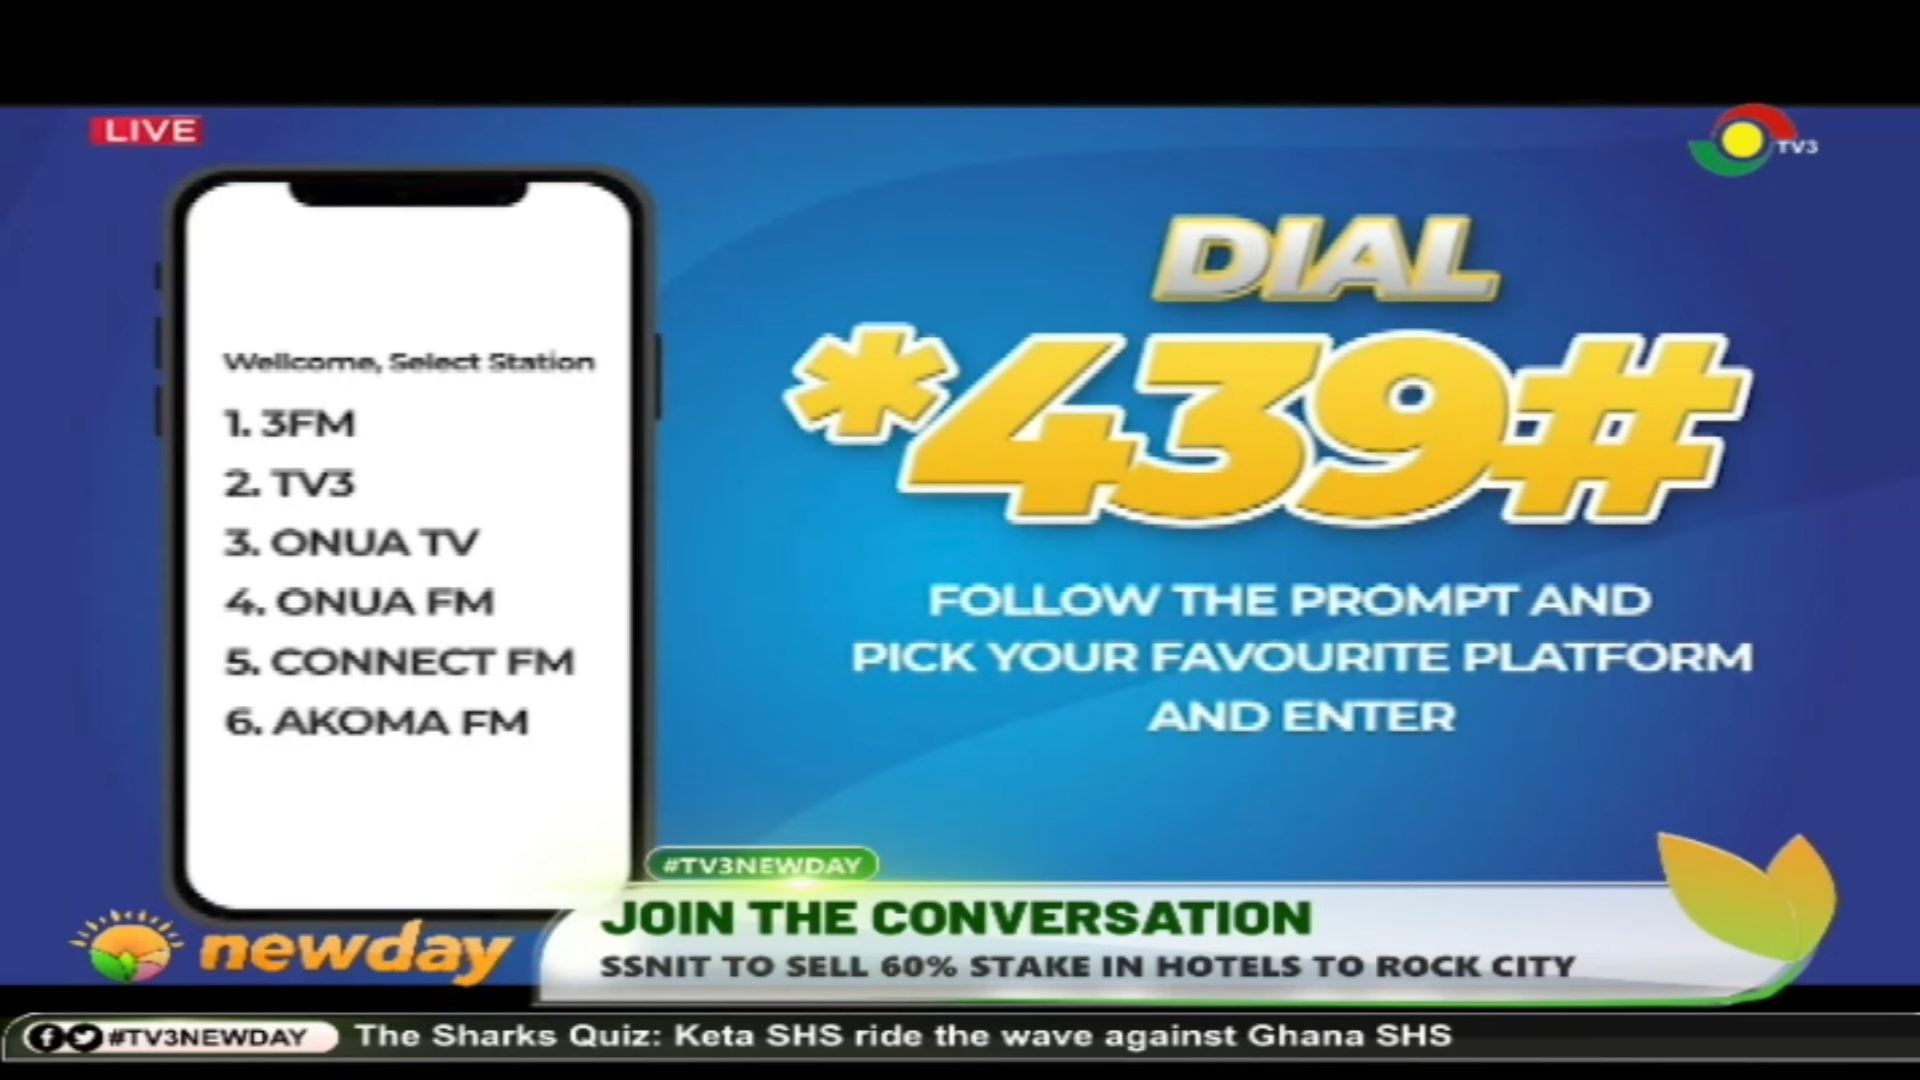 LIVE
TV3
Wellcome, Select Station
1. 3FM
2. TV3
3. ONUA TV
4. ONUA FM
5. CONNECT FM
6. AKOMA FM
DIAL
*439#
FOLLOW THE PROMPT AND
PICK YOUR FAVOURITE PLATFORM
AND ENTER
#TV3NEWDAY
JOIN THE CONVERSATION
SSNIT TO SELL 60% STAKE IN HOTELS TO ROCK CITY
newday
#TV3NEWDAY
The Sharks Quiz: Keta SHS ride the wave against Ghana SHS